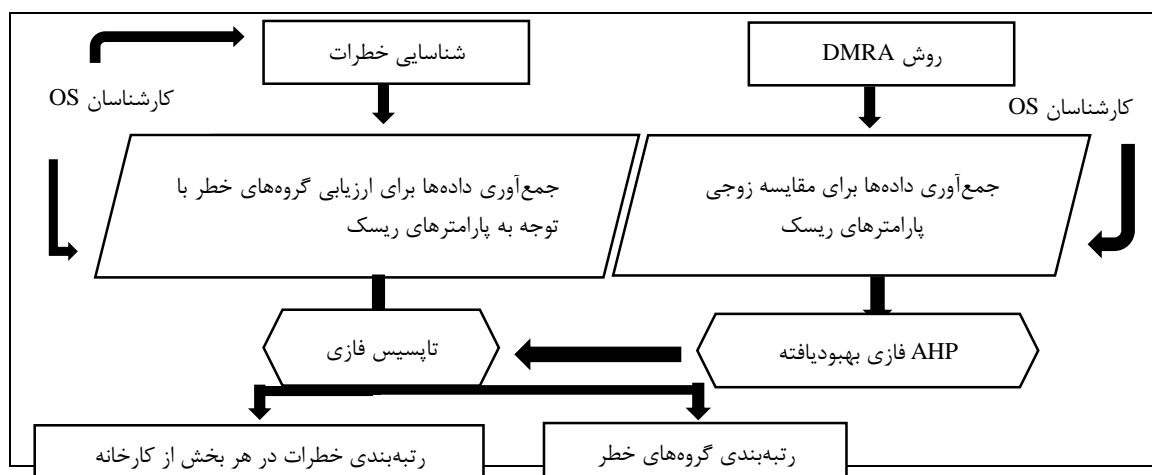 روش DMRA
شناسایی خطرات
کارشناسان OS
کارشناسان OS
جمع‌آوری داده‌ها برای مقایسه زوجی
پارامترهای ریسک
جمع‌آوری داده‌ها برای ارزیابی گروه‌های خطر با
توجه به پارامترهای ریسک
AHP فازی بهبودیافته
تاپسیس فازی
رتبه‌بندی گروه‌های خطر
رتبه‌بندی خطرات در هر بخش از کارخانه